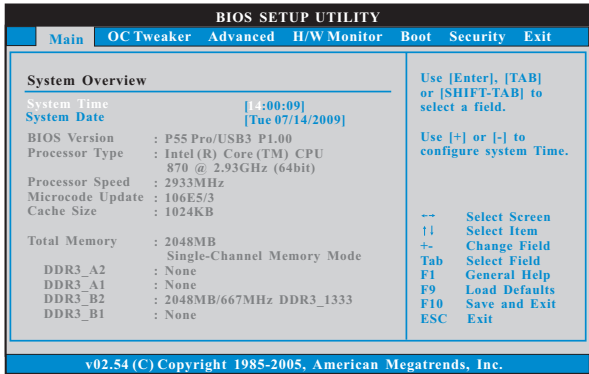 BIOS SETUP UTILITY
Main OC Tweaker Advanced H/W Monitor Boot Security Exit
System Overview
System Time [14:00:09]
System Date [Tue 07/14/2009]
BIOS Version : P55 Pro/USB3 P1.00
Processor Type : Intel (R) Core (TM) CPU
870 @ 2.93GHz (64bit)
Processor Speed : 2933MHz
Microcode Update : 106E5/3
Cache Size : 1024KB
Total Memory : 2048MB
Single-Channel Memory Mode
DDR3_A2 : None
DDR3_A1 : None
DDR3_B2 : 2048MB/667MHz DDR3_1333
DDR3_B1 : None
Use [Enter], [TAB]
or [SHIFT-TAB] to
select a field.
Use [+] or [-] to
configure system Time.
←→ Select Screen
↑↓ Select Item
+- Change Field
Tab Select Field
F1 General Help
F9 Load Defaults
F10 Save and Exit
ESC Exit
v02.54 (C) Copyright 1985-2005, American Megatrends, Inc.